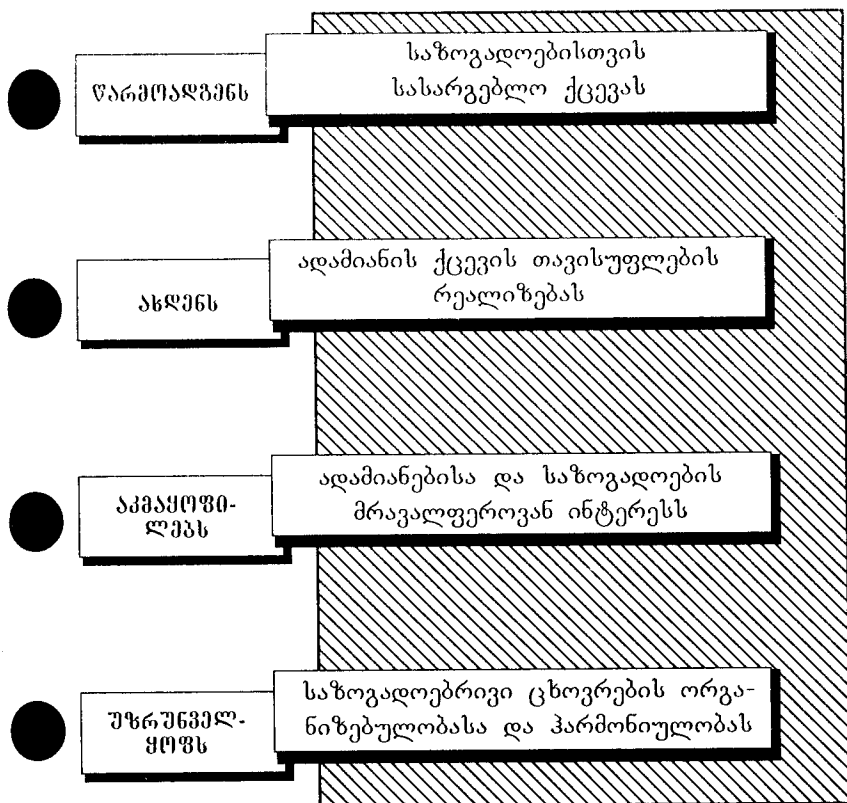 წარმოადგენს
საზოგადოებისთვის
სასარგებლო ქცევას
ახდენს
ადამიანის ქცევის თავისუფლების
რეალიზებას
აკმაყოფი-
ლებს
ადამიანებისა და საზოგადოების
მრავალფეროვან ინტერესს
უზრუნველ-
ყოფს
საზოგადოებრივი ცხოვრების ორგა-
ნიზებულობასა და ჰარმონიულობას